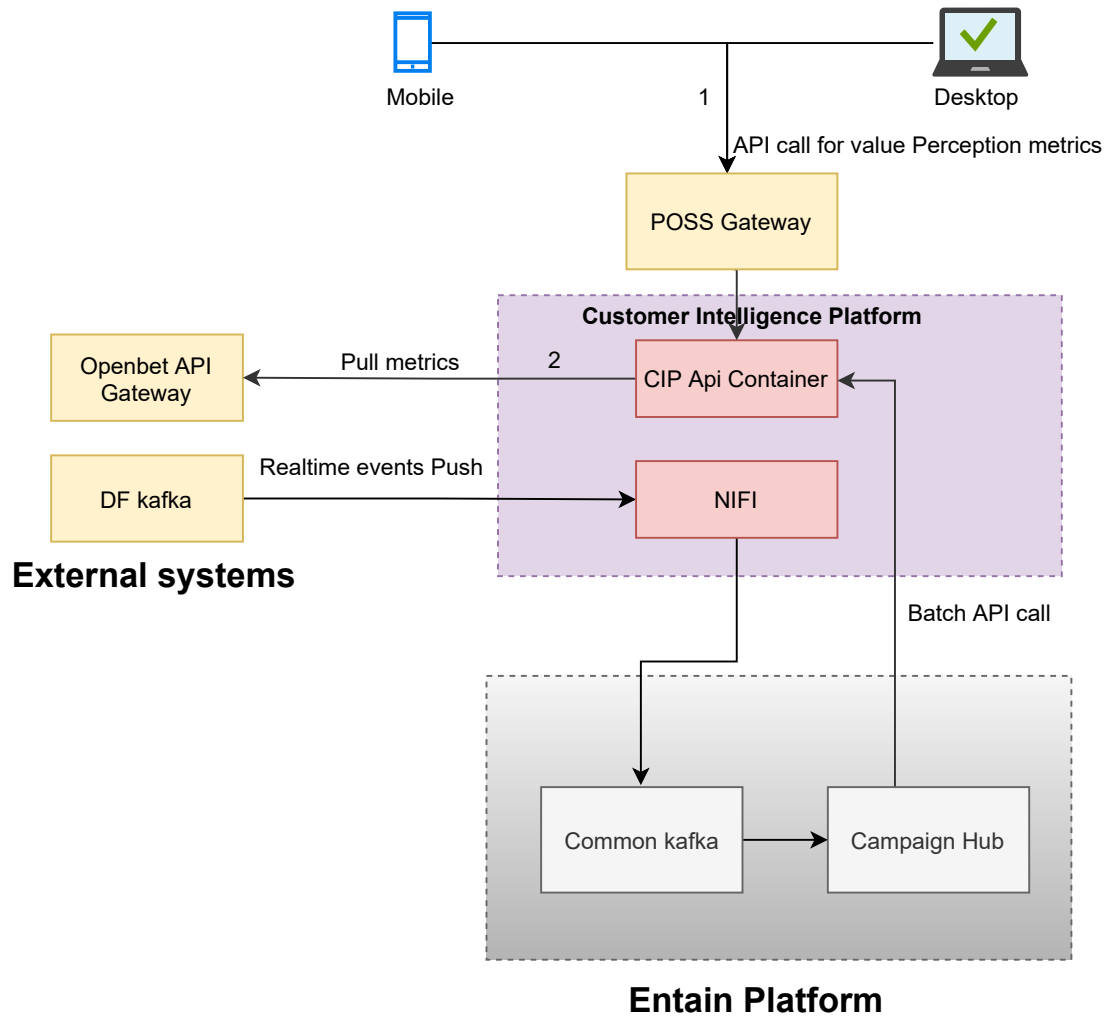 Mobile
Desktop
1
API call for value Perception metrics
POSS Gateway
Customer Intelligence Platform
Openbet API
Gateway
Pull metrics
2
CIP Api Container
DF kafka
Realtime events Push
NIFI
External systems
Batch API call
Common kafka
Campaign Hub
Entain Platform